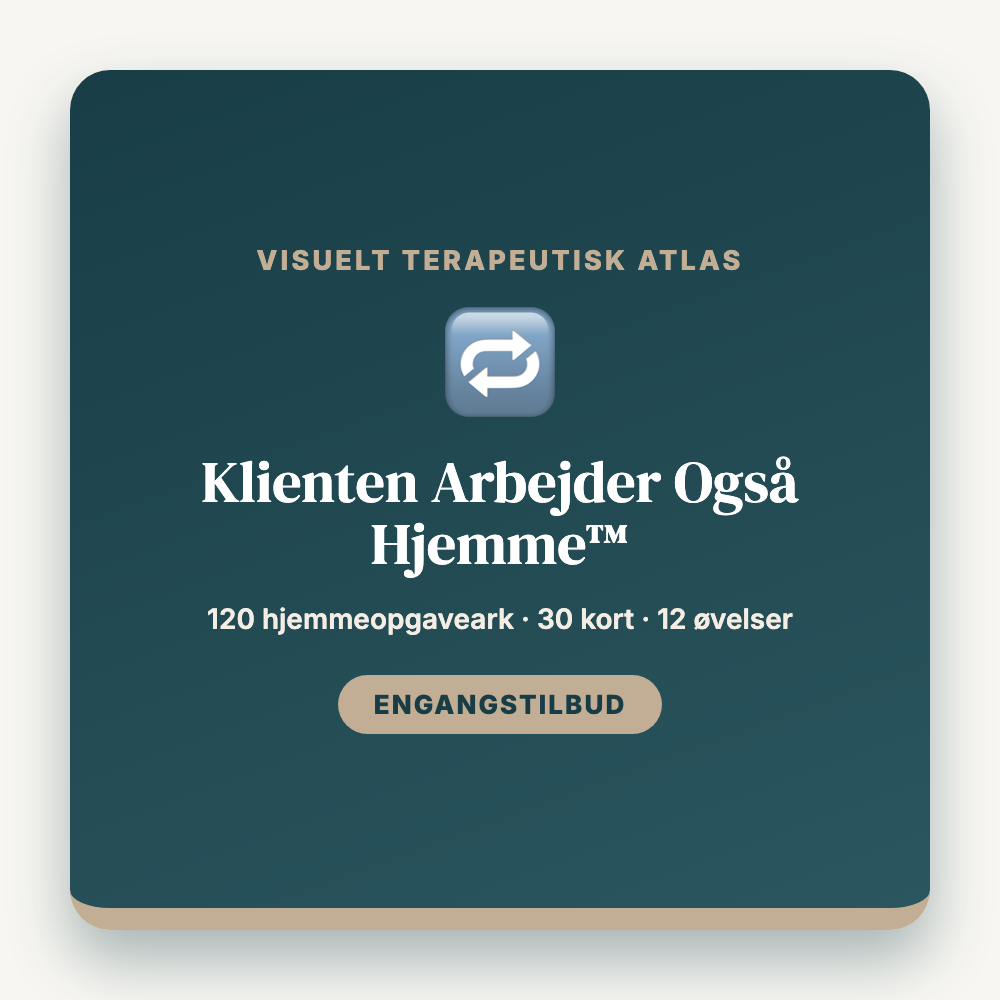 VISUELT TERAPEUTISK ATLAS
Klienten Arbejder Også
Hjemme™
120 hjemmeopgaveark · 30 kort · 12 øvelser
ENGANGSTILBUD